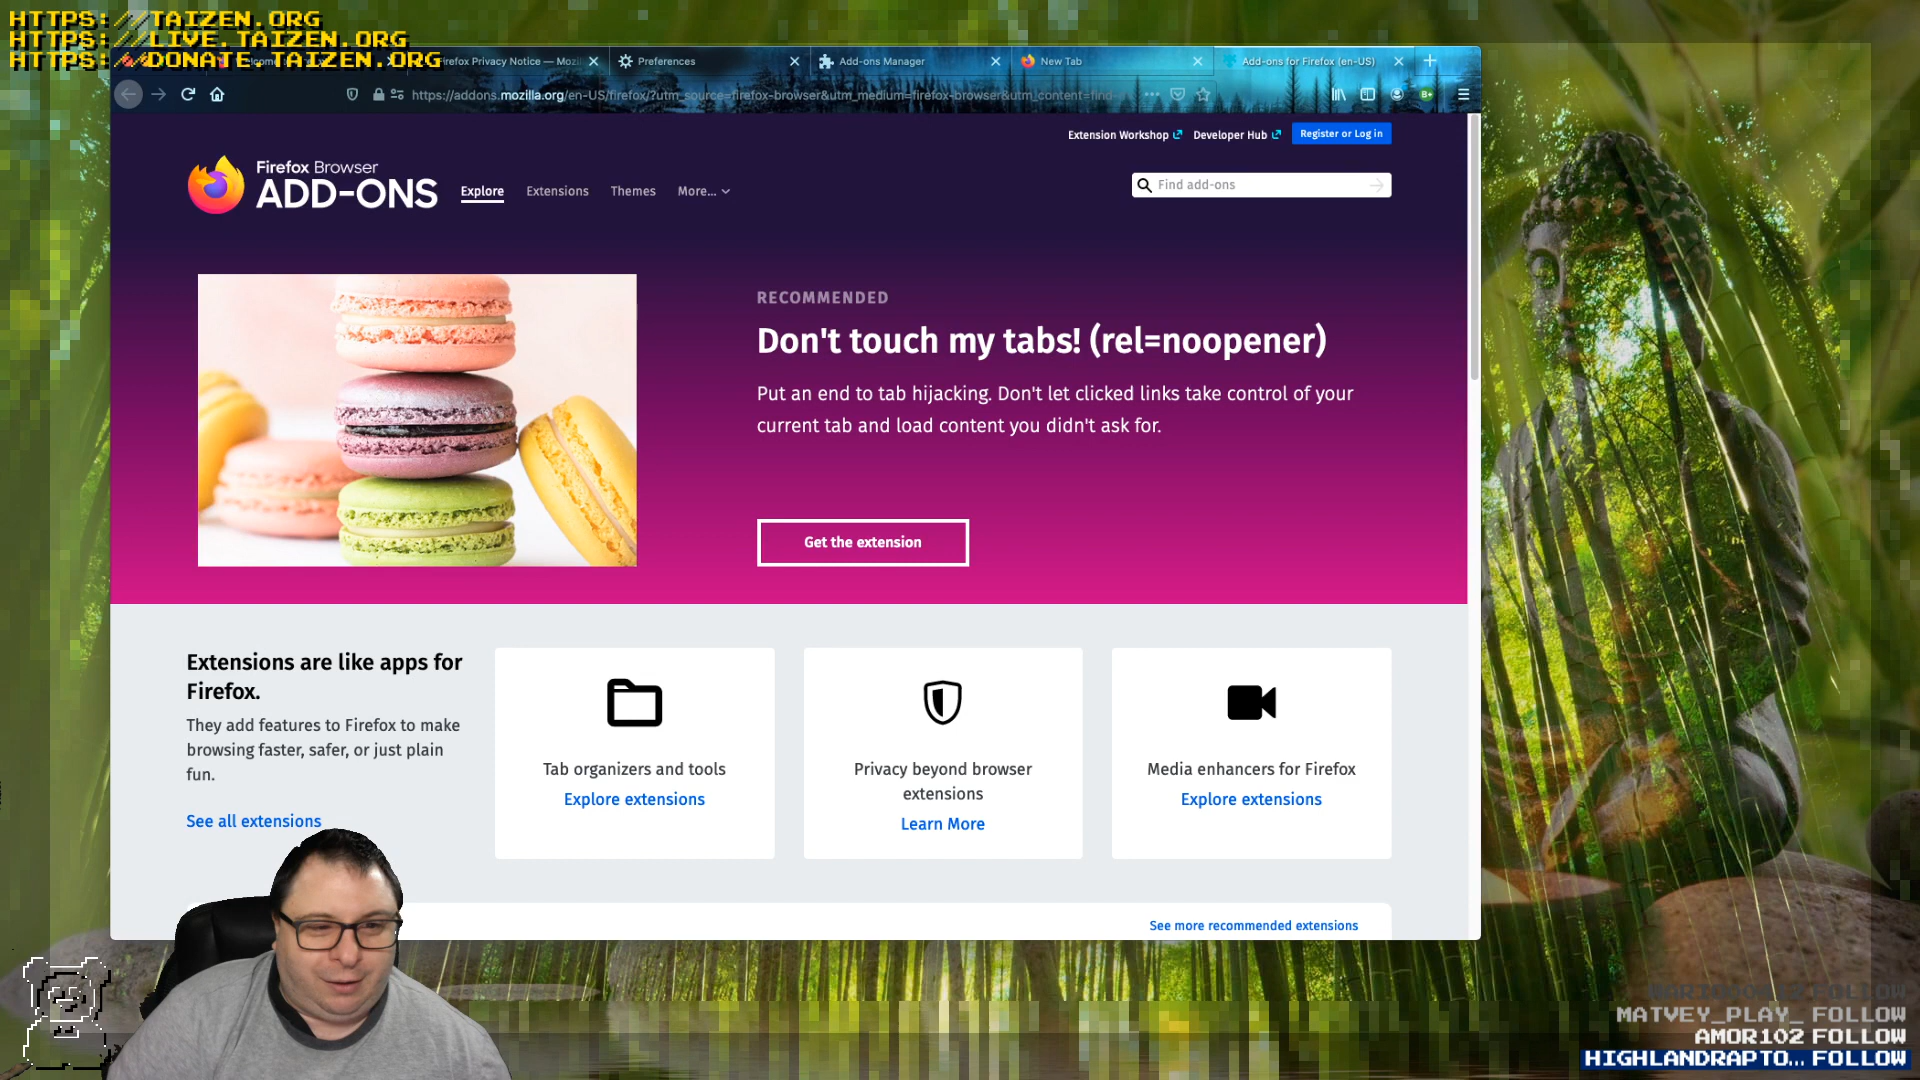 HTTPS://TAIZEN.ORG
HTTPS://LIVE.TAIZEN.ORG
HTTPS://DONATE.TAIZEN.ORG
Firefox Privacy Notice — Mozi
Preferences
Add-ons Manager
New Tab
Add-ons for Firefox (en-US)
https://addons.mozilla.org/en-US/firefox/?utm_source=firefox-browser&utm_medium=firefox-browser&utm_content=find-
Extension Workshop
Developer Hub
Register or Log in
Firefox Browser
ADD-ONS
Explore
Extensions
Themes
More...
Find add-ons
RECOMMENDED
Don't touch my tabs! (rel=noopener)
Put an end to tab hijacking. Don't let clicked links take control of your
current tab and load content you didn't ask for.
Get the extension
Extensions are like apps for
Firefox.
They add features to Firefox to make
browsing faster, safer, or just plain
fun.
See all extensions
Tab organizers and tools
Explore extensions
Privacy beyond browser
extensions
Learn More
Media enhancers for Firefox
Explore extensions
See more recommended extensions
FOLLOW
MATVEY_PLAY_ FOLLOW
AMOR102 FOLLOW
HIGHLANDRAPTO... FOLLOW